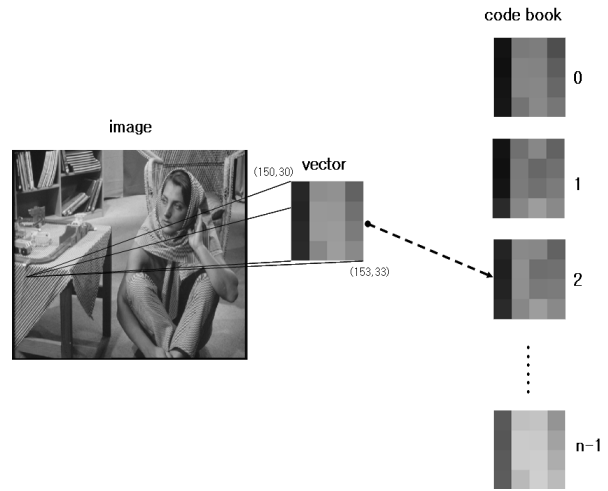 code book
0
image
vector
(150,30)
1
(153,33)
2
n-1